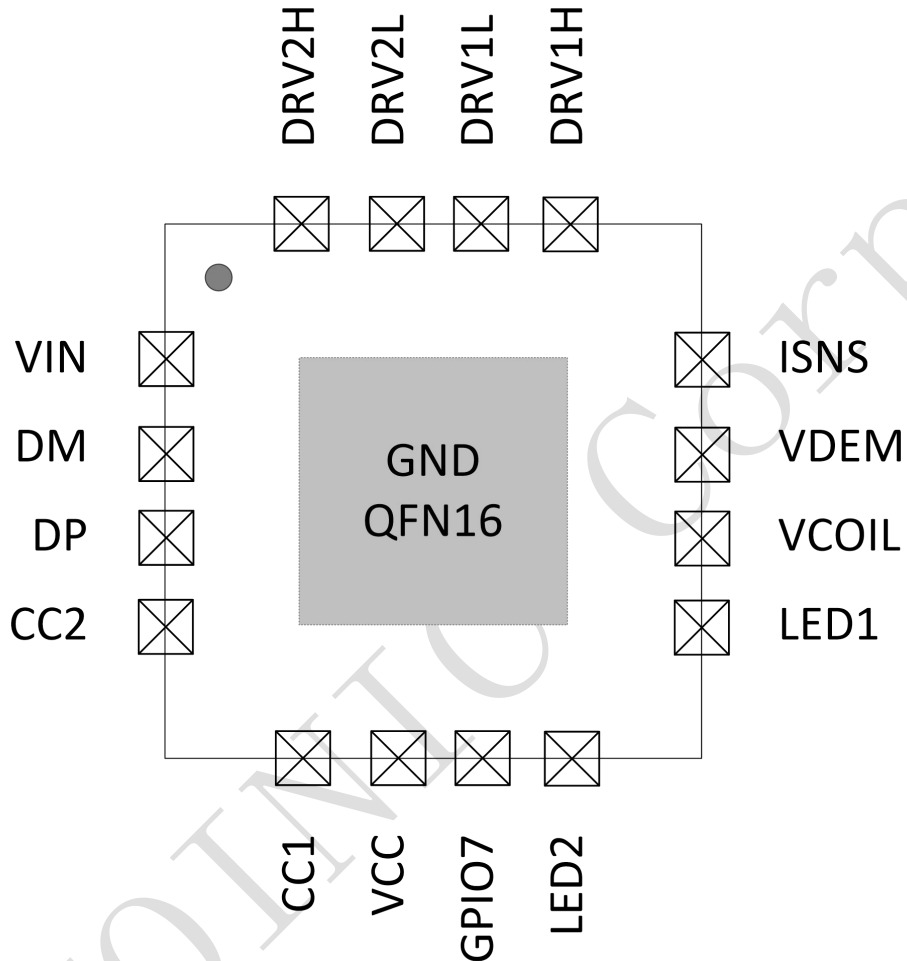 DRV2H
DRV2L
DRV1L
DRV1H
VIN
DM
DP
CC2
GND
QFN16
ISNS
VDEM
VCOIL
LED1
CC1
VCC
GPIO7
LED2